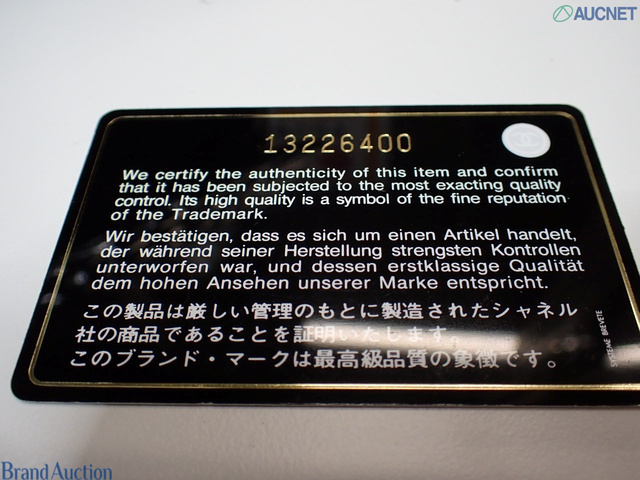 AUCNET
13226400
We certify the authenticity of this item and confirm
that it has been subjected to the most exacting quality
control. Its high quality is a symbol of the fine reputation
of the Trademark.
Wir bestätigen, dass es sich um einen Artikel handelt,
der während seiner Herstellung strengsten Kontrollen
unterworfen war, und dessen erstklassige Qualität
dem hohen Ansehen unserer Marke entspricht.
この製品は厳しい管理のもとに製造されたシャネル
社の商品であることを証明いたします。
このブランド・マークは最高級品質の象徴です。
SYSTEME BREVETE
Brand Auction